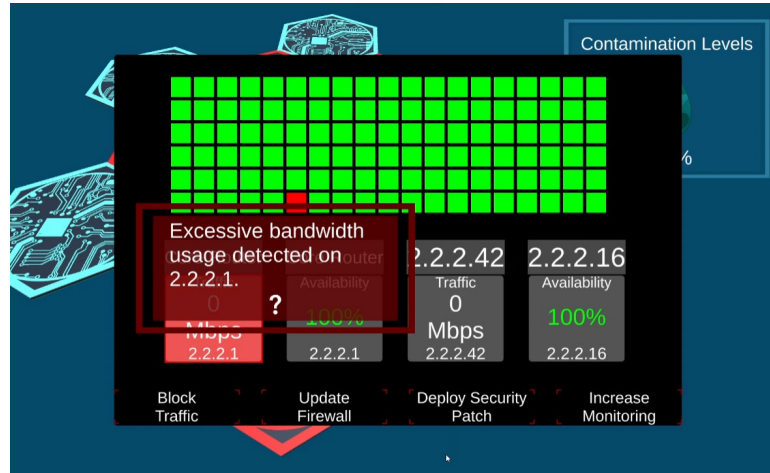 Contamination Levels
%
Excessive bandwidth
usage detected on
2.2.2.1.
?
0
Mbps
2.2.2.1
Availability
100%
2.2.2.1
2.2.2.42
Traffic
0
Mbps
2.2.2.42
2.2.2.16
Availability
100%
2.2.2.16
Block
Traffic
Update
Firewall
Deploy Security
Patch
Increase
Monitoring